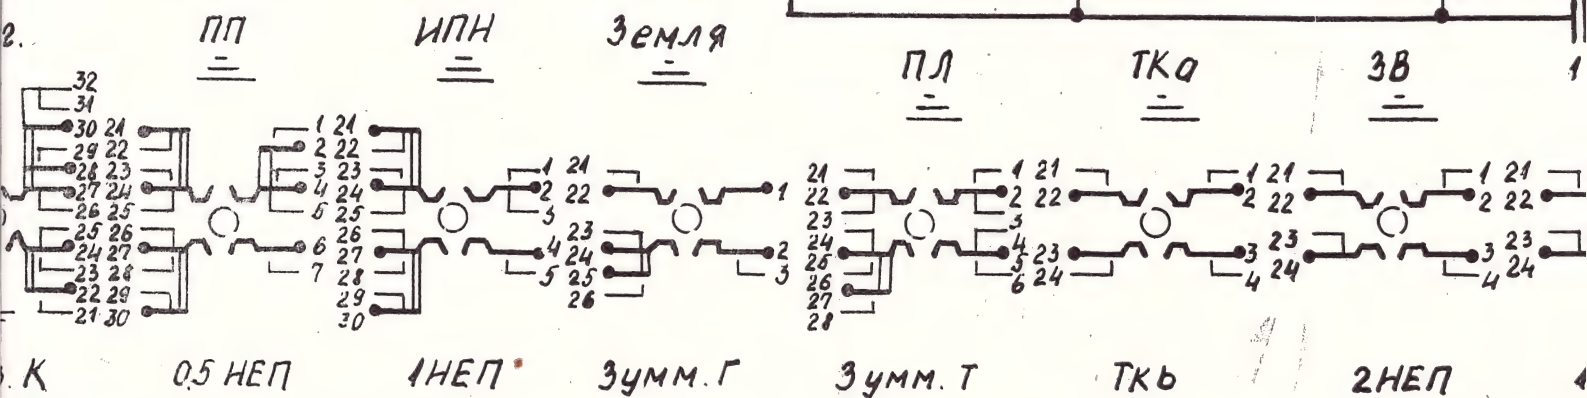 2. ПП ИПН Земля
ПЛ ТКа ЗВ 1
32
31
30 21 1 21
29 22 2 22
28 23 3 23 1 21 21 1 21 1 21 1 21
27 24 4 24 2 22 1 22 2 22 2 22 2 22
26 25 5 25 3 23 3
25 26 26 23 24 4 23 23
24 27 6 27 4 24 2 25 5 23 3 24 3 24
23 28 7 28 5 25 3 26 6 24 4 4
22 29 29 26 27
21 30 30 28
. К 0,5 НЕП 1НЕП Зумм. Г Зумм. Т ТКb 2НЕП